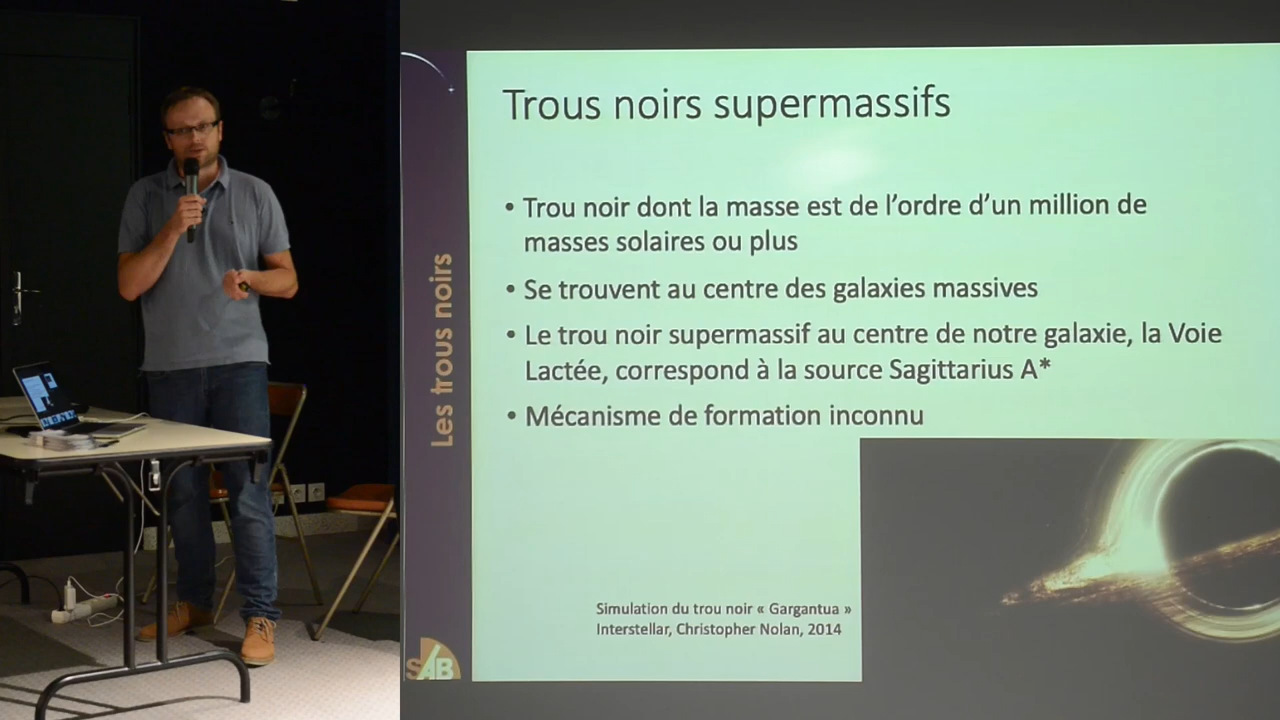 Trous noirs supermassifs
• Trou noir dont la masse est de l’ordre d’un million de
masses solaires ou plus
• Se trouvent au centre des galaxies massives
• Le trou noir supermassif au centre de notre galaxie, la Voie
Lactée, correspond à la source Sagittarius A*
• Mécanisme de formation inconnu
Simulation du trou noir « Gargantua »
Interstellar, Christopher Nolan, 2014
Les trous noirs
SAB